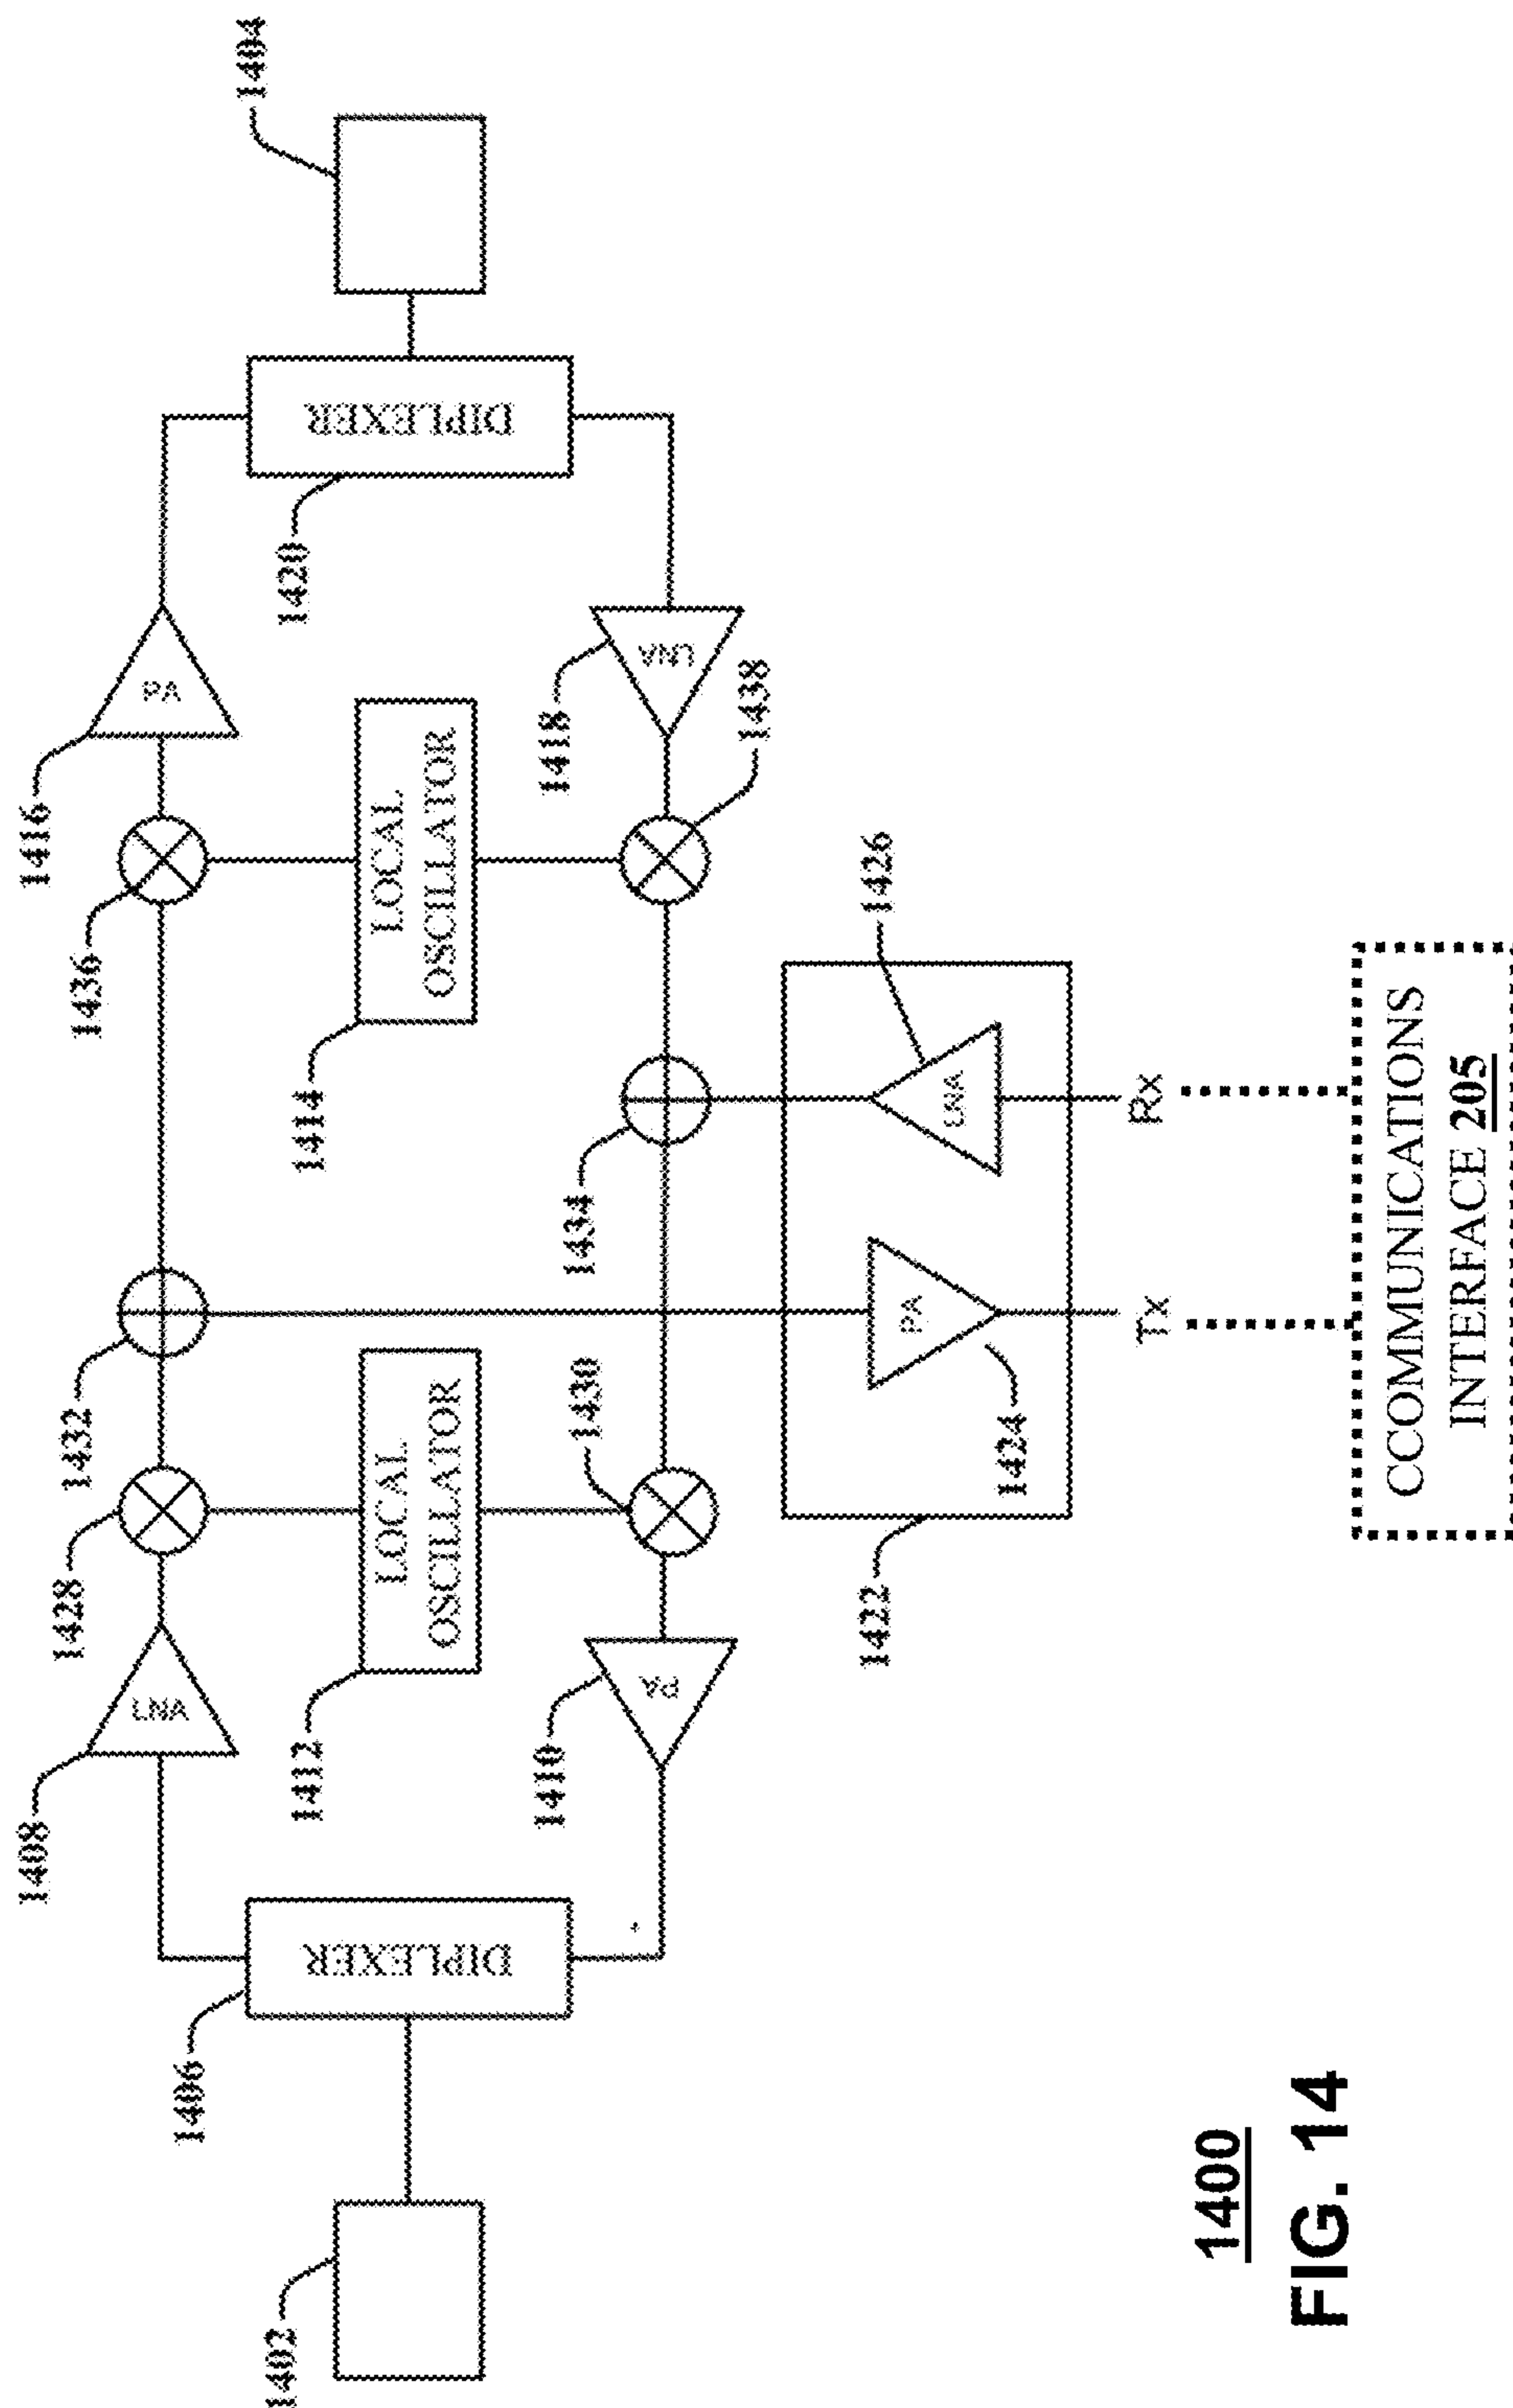 1404
1416
PA
1436
DIPLEXER
1420
LOCAL
OSCILLATOR
1414
LNA
1418
1438
1432
1434
LNA
1426
Rx
1428
LOCAL
OSCILLATOR
1412
1430
PA
1424
Tx
1422
CCOMMUNICATIONS
INTERFACE 205
1408
LNA
PA
1410
DIPLEXER
1406
1402
1400
FIG. 14